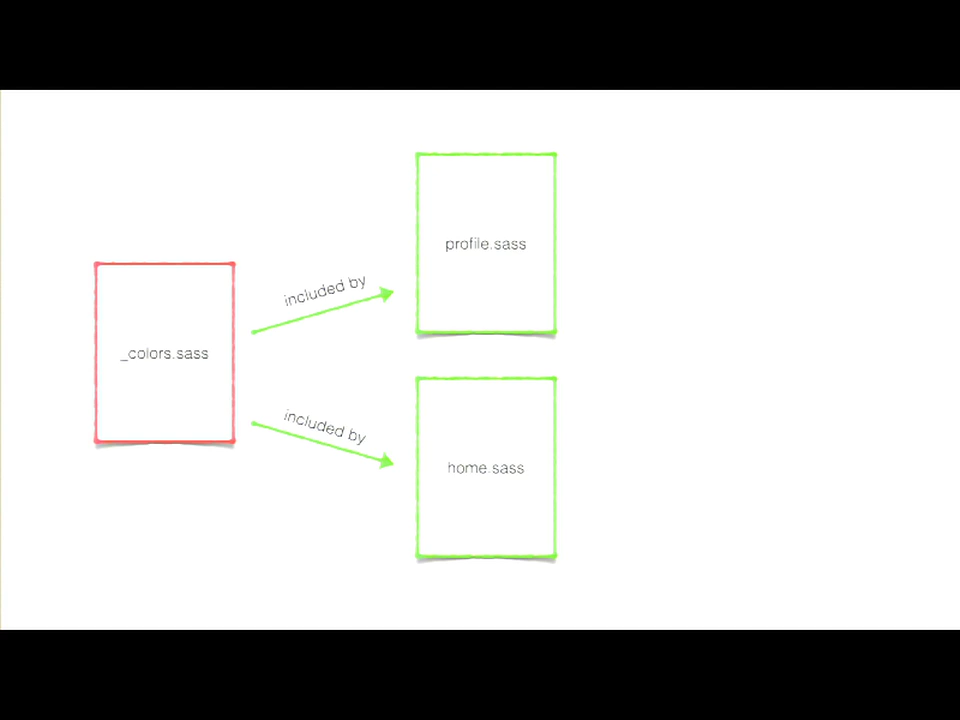 profile.sass
included by
_colors.sass
included by
home.sass